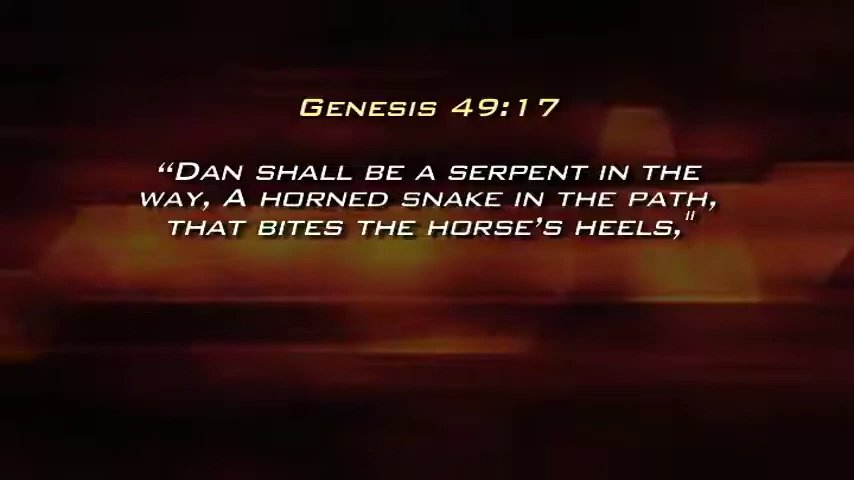 Genesis 49:17
“Dan shall be a serpent in the
way, A horned snake in the path,
that bites the horse’s heels,"